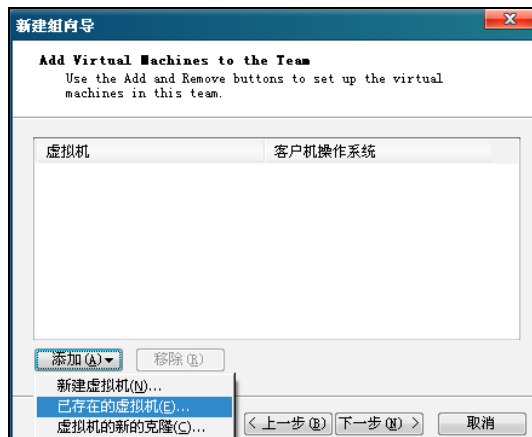 新建组向导
Add Virtual Machines to the Team
Use the Add and Remove buttons to set up the virtual
machines in this team.
虚拟机 客户机操作系统
添加(A) 移除(R)
新建虚拟机(N)...
已存在的虚拟机(E)...
虚拟机的新的克隆(C)...
< 上一步(B) 下一步(N) > 取消